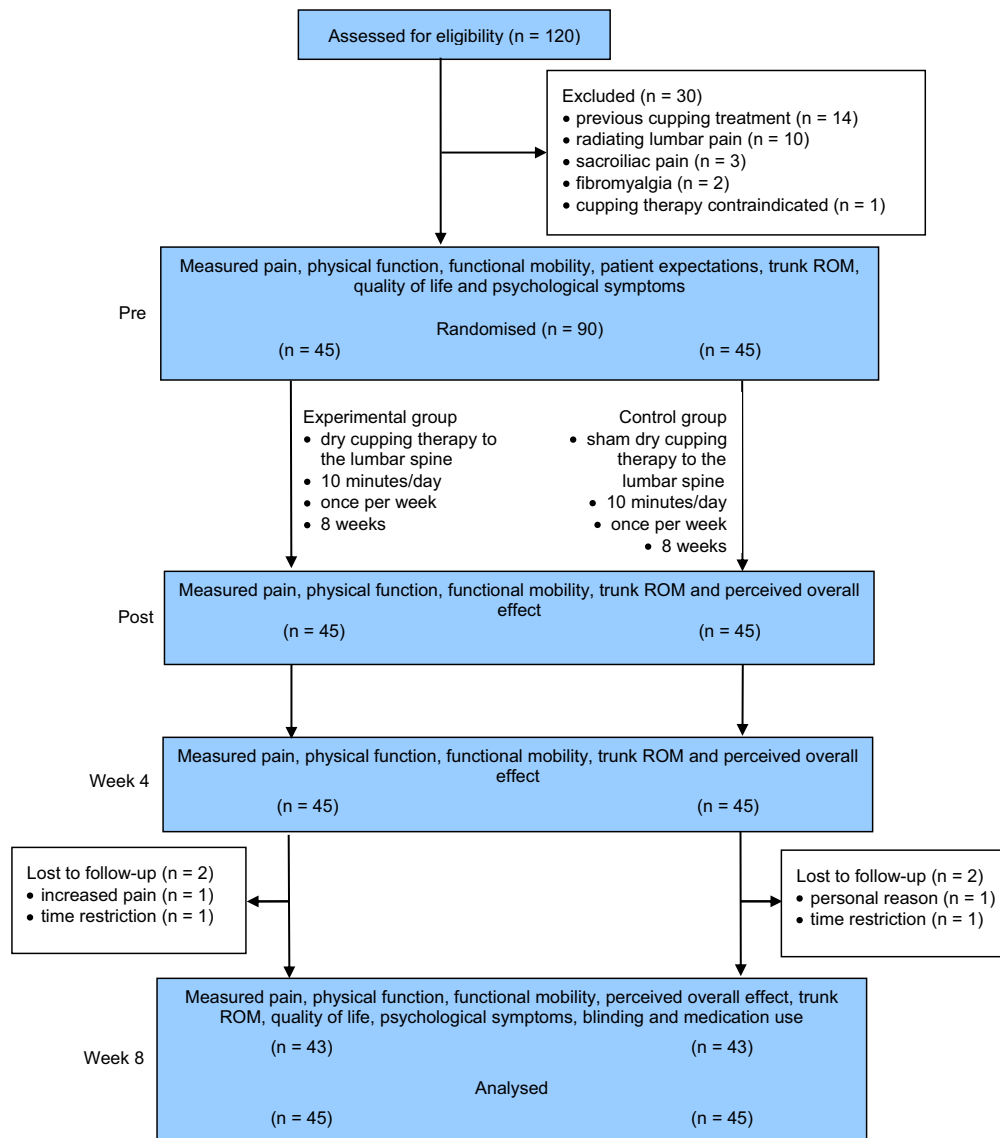 Assessed for eligibility (n = 120)
Excluded (n = 30)
• previous cupping treatment (n = 14)
• radiating lumbar pain (n = 10)
• sacroiliac pain (n = 3)
• fibromyalgia (n = 2)
• cupping therapy contraindicated (n = 1)
Measured pain, physical function, functional mobility, patient expectations, trunk ROM,
quality of life and psychological symptoms
Pre
Randomised (n = 90)
(n = 45) (n = 45)
Experimental group
• dry cupping therapy to
the lumbar spine
• 10 minutes/day
• once per week
• 8 weeks
Control group
• sham dry cupping
therapy to the
lumbar spine
• 10 minutes/day
• once per week
• 8 weeks
Measured pain, physical function, functional mobility, trunk ROM and perceived overall
effect
Post
(n = 45) (n = 45)
Measured pain, physical function, functional mobility, trunk ROM and perceived overall
effect
Week 4
(n = 45) (n = 45)
Lost to follow-up (n = 2)
• increased pain (n = 1)
• time restriction (n = 1)
Lost to follow-up (n = 2)
• personal reason (n = 1)
• time restriction (n = 1)
Measured pain, physical function, functional mobility, perceived overall effect, trunk
ROM, quality of life, psychological symptoms, blinding and medication use
(n = 43) (n = 43)
Week 8
Analysed
(n = 45) (n = 45)